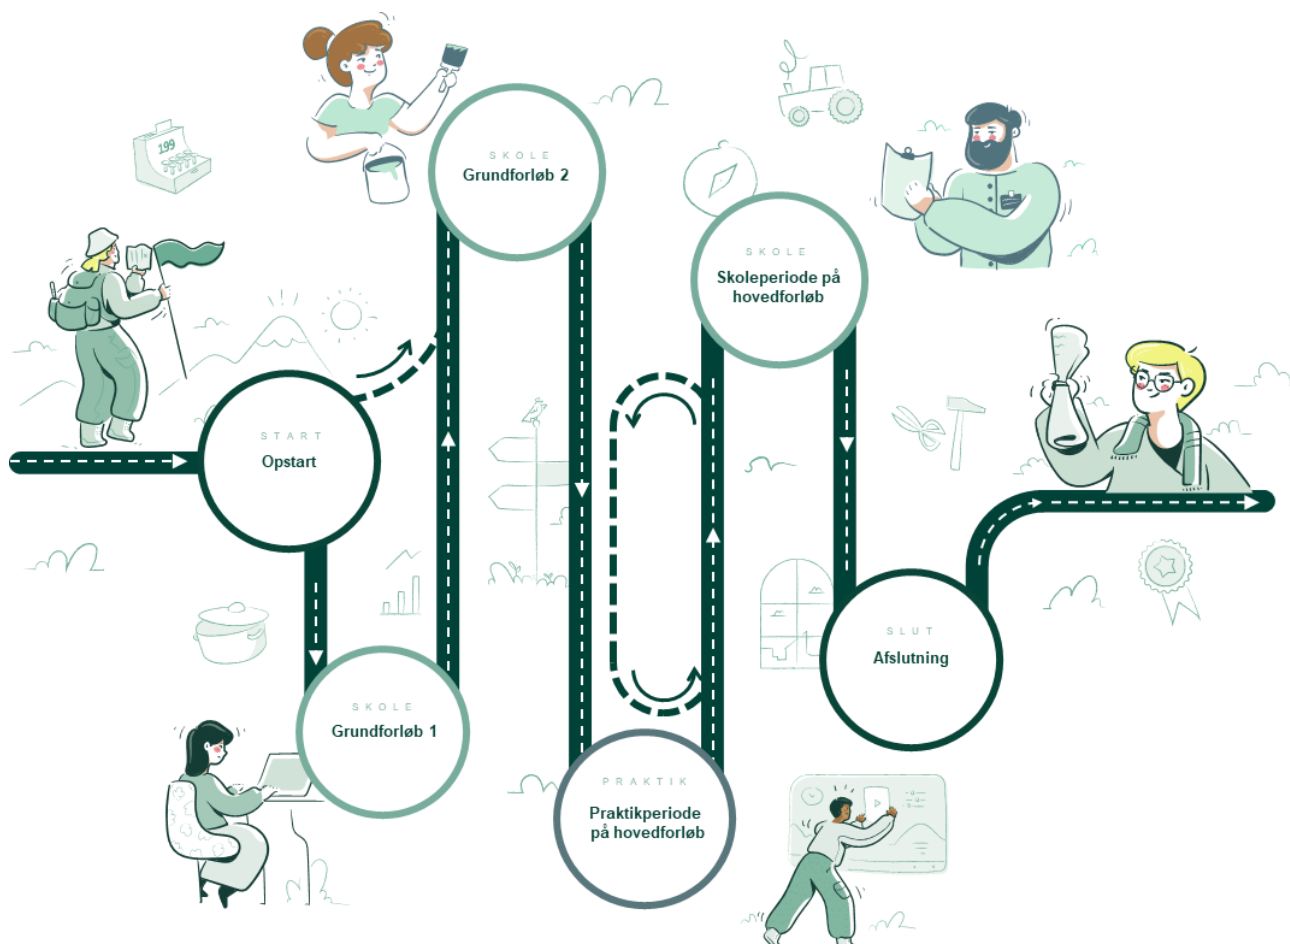 START
Opstart
SKOLE
Grundforløb 1
SKOLE
Grundforløb 2
PRAKTIK
Praktikperiode
på hovedforløb
SKOLE
Skoleperiode på
hovedforløb
SLUT
Afslutning
199